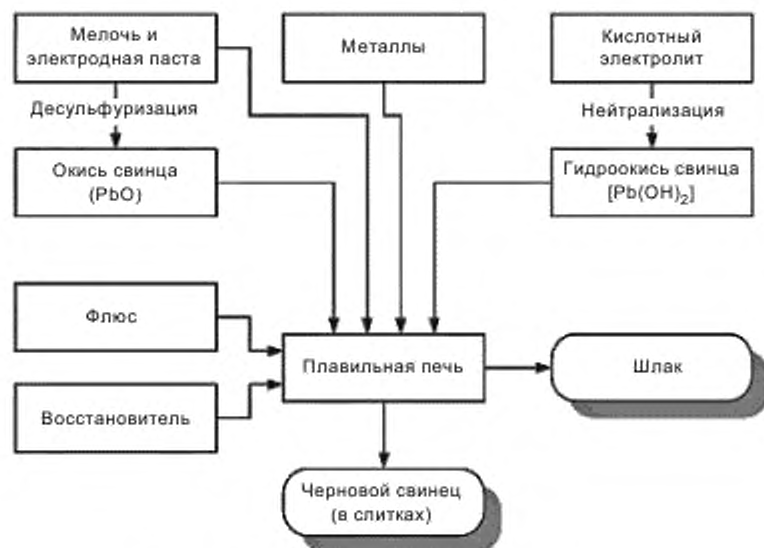 Мелочь и
электродная паста
Металлы
Кислотный
электролит
Десульфуризация
Нейтрализация
Окись свинца
(PbO)
Гидроокись свинца
[Pb(OH)₂]
Флюс
Плавильная печь
Шлак
Восстановитель
Черновой свинец
(в слитках)